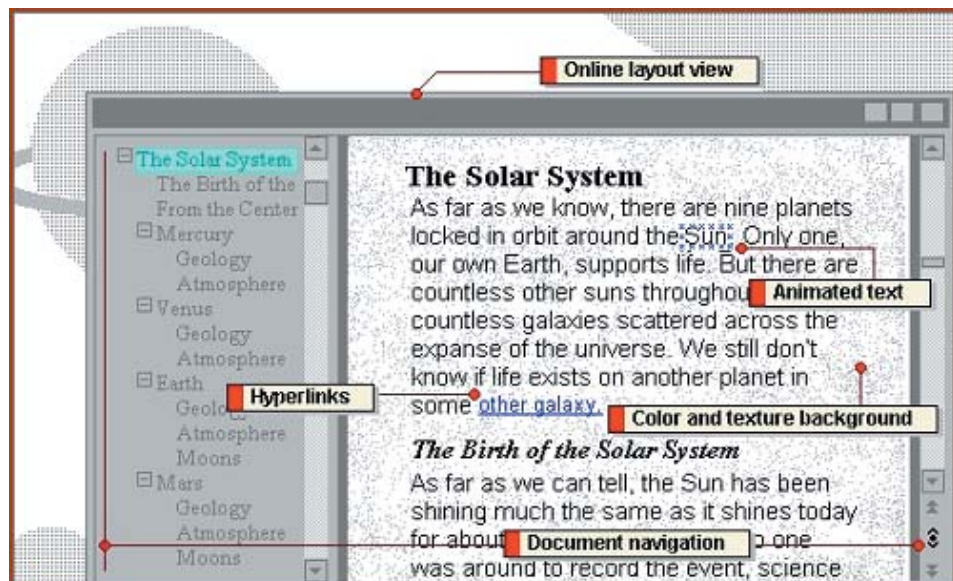 Online layout view
The Solar System
The Birth of the
From the Center
Mercury
Geology
Atmosphere
Venus
Geology
Atmosphere
Earth
Geology
Atmosphere
Moons
Mars
Geology
Atmosphere
Moons
The Solar System
As far as we know, there are nine planets
locked in orbit around the Sun. Only one,
our own Earth, supports life. But there are
countless other suns throughou
Animated text
countless galaxies scattered across the
expanse of the universe. We still don't
know if life exists on another planet in
Hyperlinks
some other galaxy.
Color and texture background
The Birth of the Solar System
As far as we can tell, the Sun has been
shining much the same as it shines today
for about one
Document navigation
was around to record the event, science